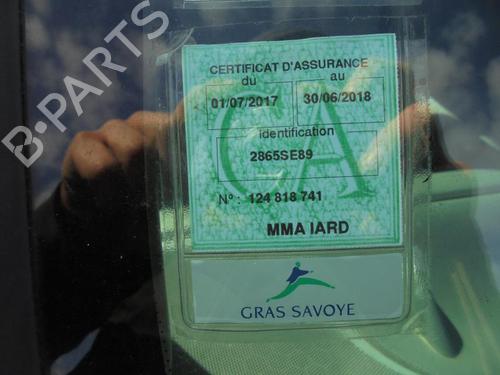 CERTIFICAT D'ASSURANCE
du au
01/07/2017 30/06/2018
identification
2865SE89
CA
N° : 124 818 741
MMA IARD
GRAS SAVOYE
B-PARTS